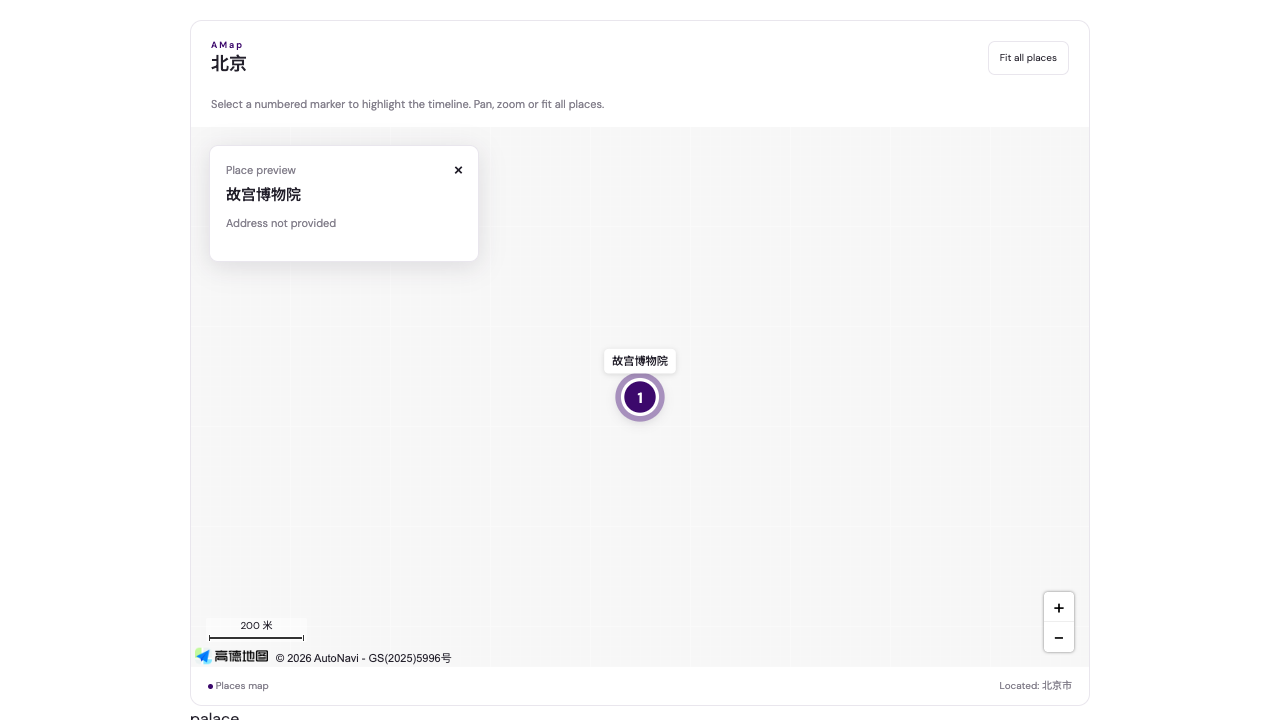 AMap
北京
Fit all places
Select a numbered marker to highlight the timeline. Pan, zoom or fit all places.
Place preview
×
故宫博物院
Address not provided
故宫博物院
1
+
−
200 米
高德地图 © 2026 AutoNavi - GS(2025)5996号
Places map
Located: 北京市
palace